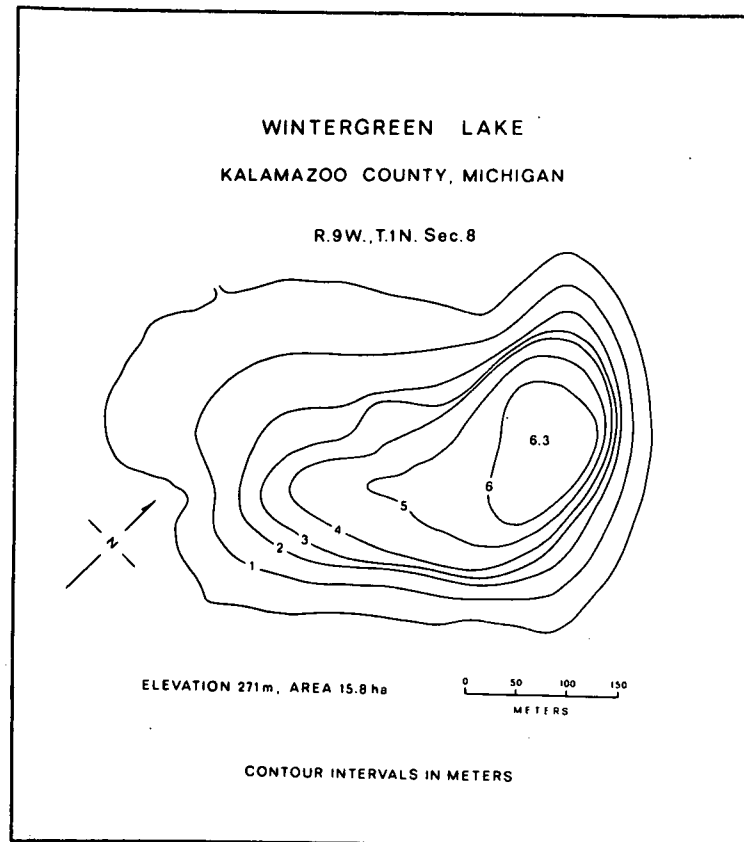 WINTERGREEN LAKE
KALAMAZOO COUNTY, MICHIGAN
R.9W.,T.1N. Sec.8
6.3
6
5
4
3
2
1
N
ELEVATION 271m, AREA 15.8 ha
0 50 100 150
METERS
CONTOUR INTERVALS IN METERS